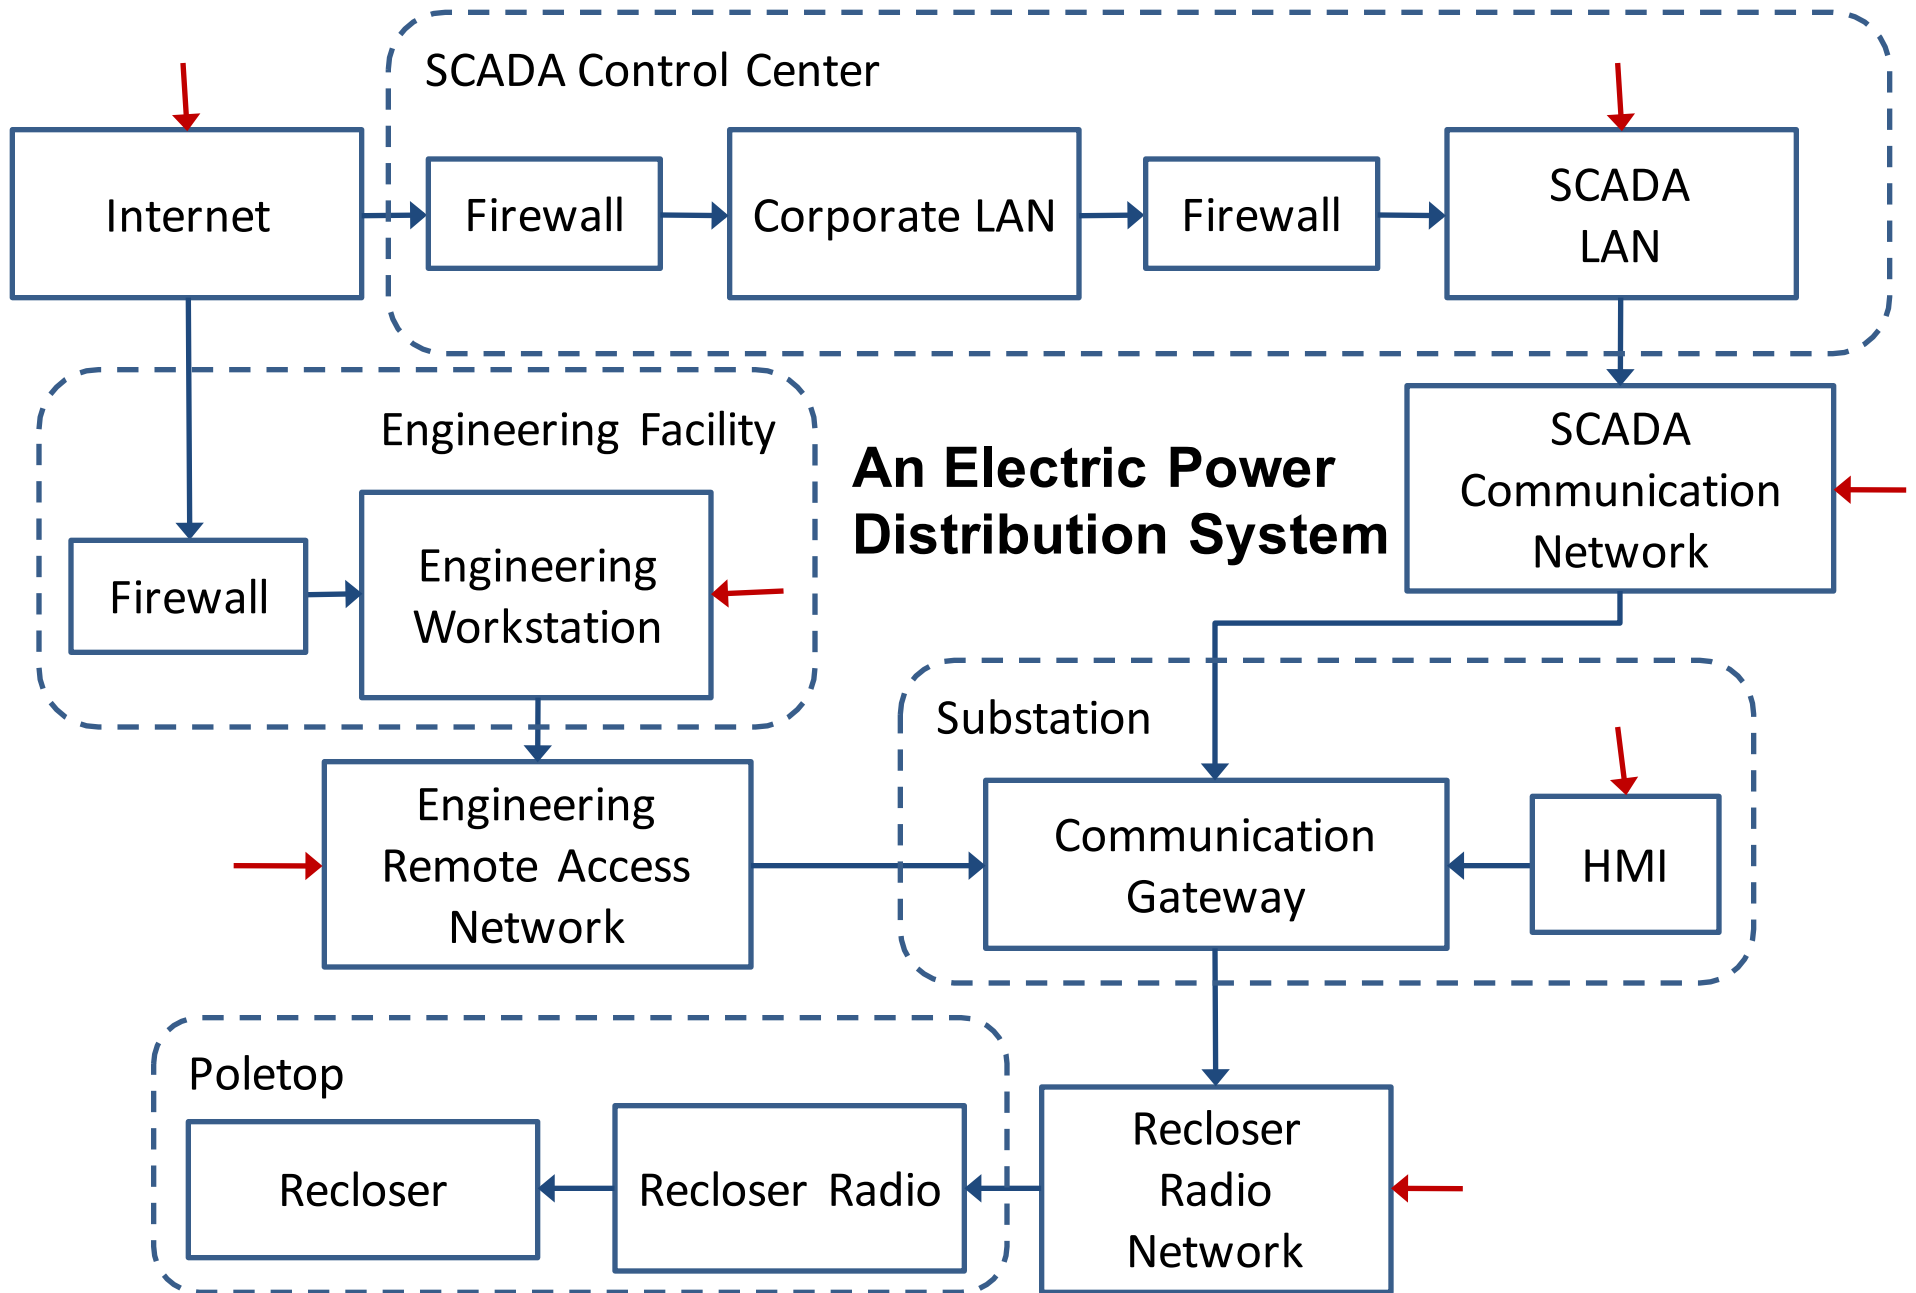 SCADA Control Center
Internet
Firewall
Corporate LAN
Firewall
SCADA
LAN
Engineering Facility
An Electric Power
Distribution System
SCADA
Communication
Network
Firewall
Engineering
Workstation
Substation
Engineering
Remote Access
Network
Communication
Gateway
HMI
Poletop
Recloser
Recloser Radio
Recloser
Radio
Network